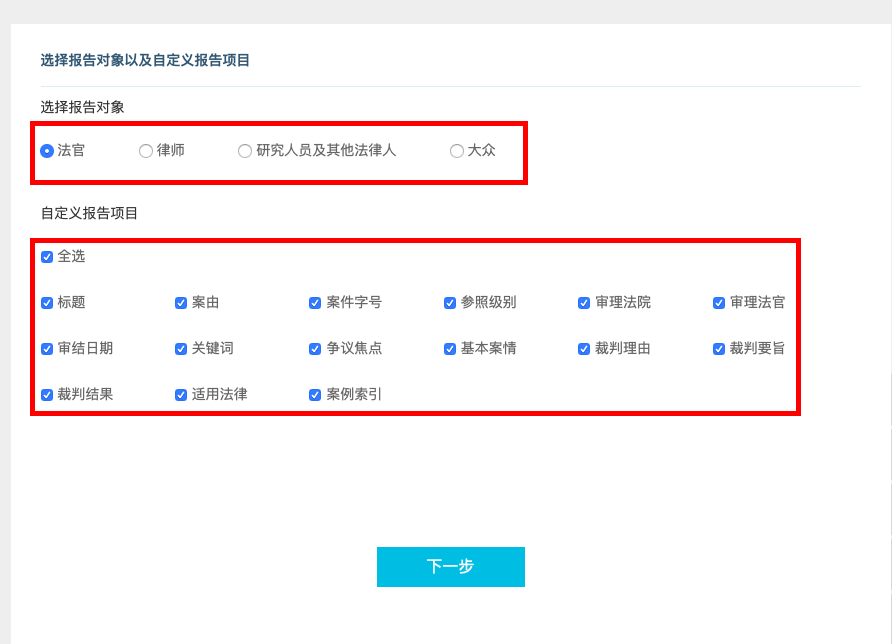 选择报告对象以及自定义报告项目
选择报告对象
法官 律师 研究人员及其他法律人 大众
自定义报告项目
全选
标题 案由 案件字号 参照级别 审理法院 审理法官
审结日期 关键词 争议焦点 基本案情 裁判理由 裁判要旨
裁判结果 适用法律 案例索引
下一步